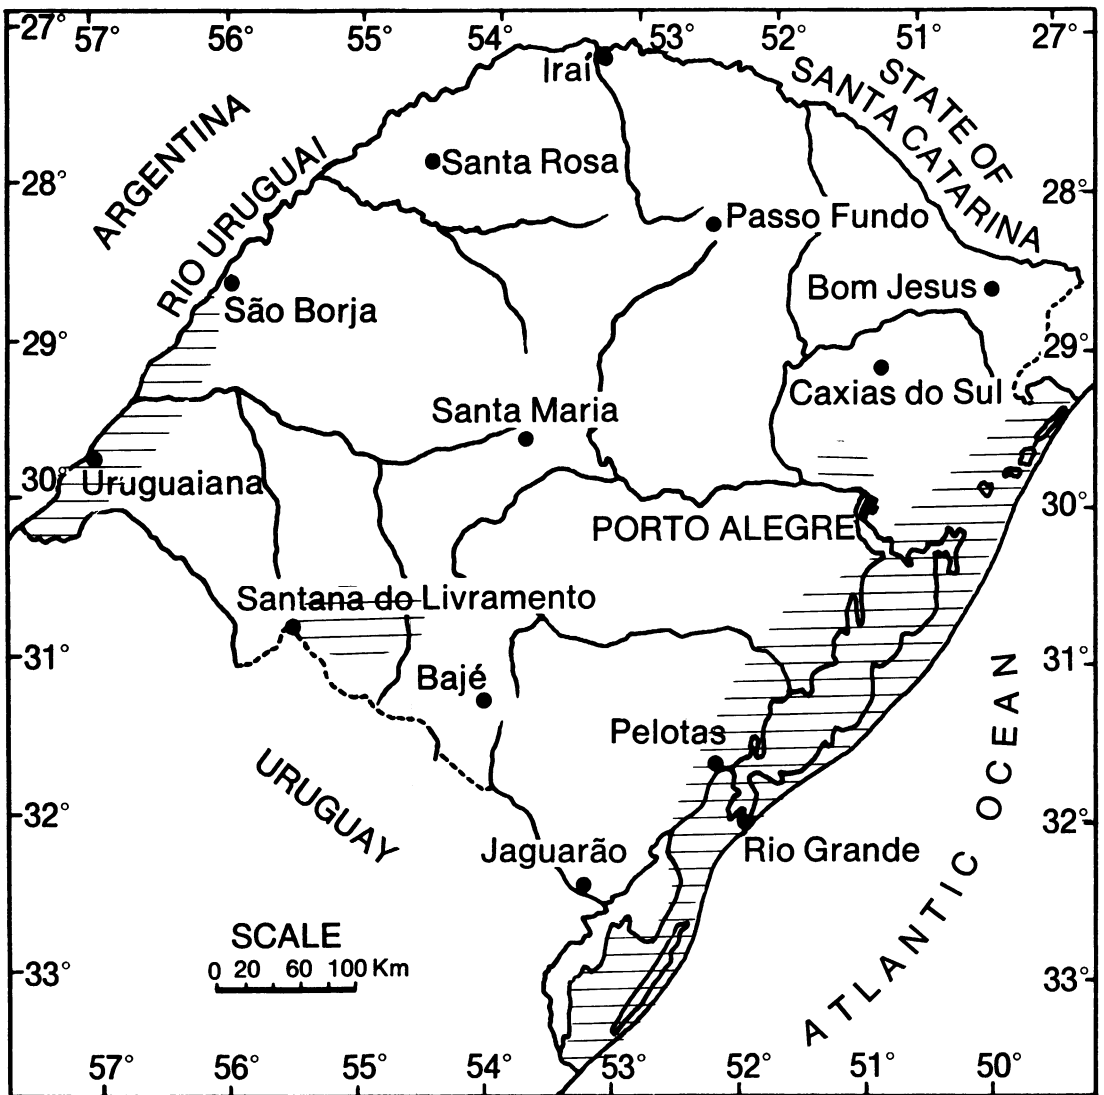 27°
57°
56°
55°
54°
53°
52°
51°
27°
Iraí
STATE OF
SANTA CATARINA
ARGENTINA
RIO URUGUAI
Santa Rosa
28°
28°
Passo Fundo
Bom Jesus
São Borja
29°
29°
Caxias do Sul
Santa Maria
30°
Uruguaiana
30°
PORTO ALEGRE
Santana do Livramento
31°
31°
Bajé
Pelotas
URUGUAY
ATLANTIC OCEAN
32°
32°
Jaguarão
Rio Grande
SCALE
0 20 60 100 Km
33°
33°
57°
56°
55°
54°
53°
52°
51°
50°